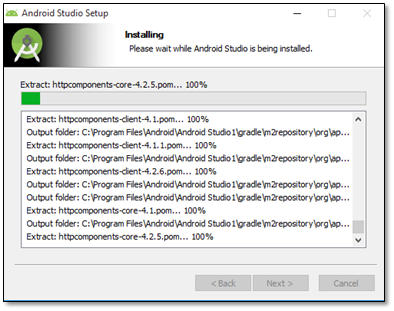 Android Studio Setup
Installing
Please wait while Android Studio is being installed.
Extract: httpcomponents-core-4.2.5.pom... 100%
Extract: httpcomponents-client-4.1.pom... 100%
Output folder: C:\Program Files\Android\Android Studio1\gradle\m2repository\org\ap...
Extract: httpcomponents-client-4.1.1.pom... 100%
Output folder: C:\Program Files\Android\Android Studio1\gradle\m2repository\org\ap...
Extract: httpcomponents-client-4.2.6.pom... 100%
Output folder: C:\Program Files\Android\Android Studio1\gradle\m2repository\org\ap...
Output folder: C:\Program Files\Android\Android Studio1\gradle\m2repository\org\ap...
Extract: httpcomponents-core-4.1.pom... 100%
Output folder: C:\Program Files\Android\Android Studio1\gradle\m2repository\org\ap...
Extract: httpcomponents-core-4.2.5.pom... 100%
< Back Next > Cancel